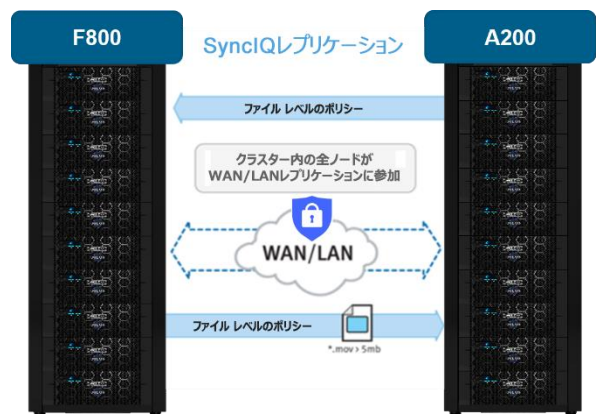 F800
SyncIQレプリケーション
A200
ファイル レベルのポリシー
クラスター内の全ノードが
WAN/LANレプリケーションに参加
WAN/LAN
ファイル レベルのポリシー
*.mov > 5mb